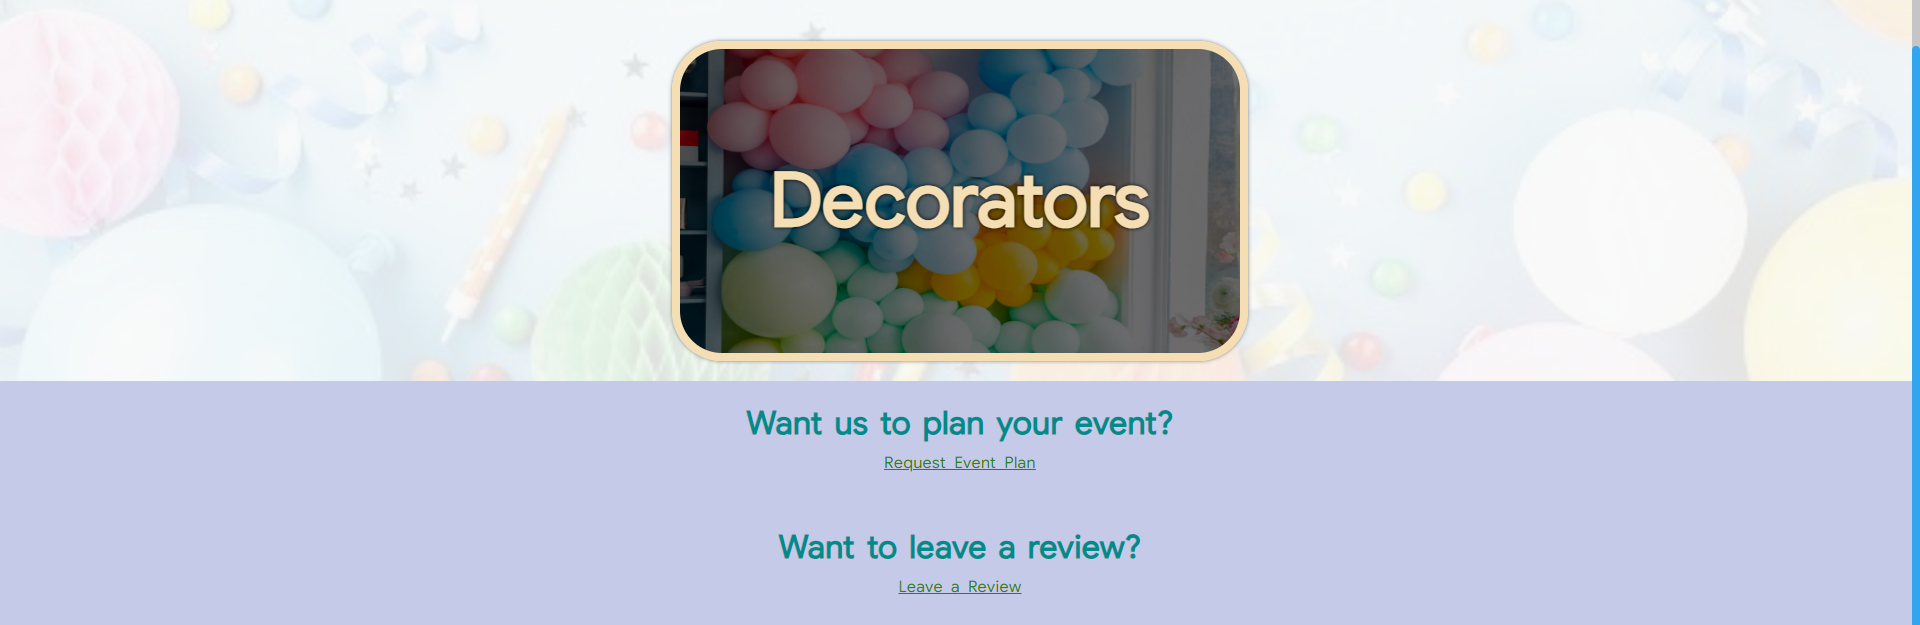 Decorators
Want us to plan your event?
Request Event Plan
Want to leave a review?
Leave a Review